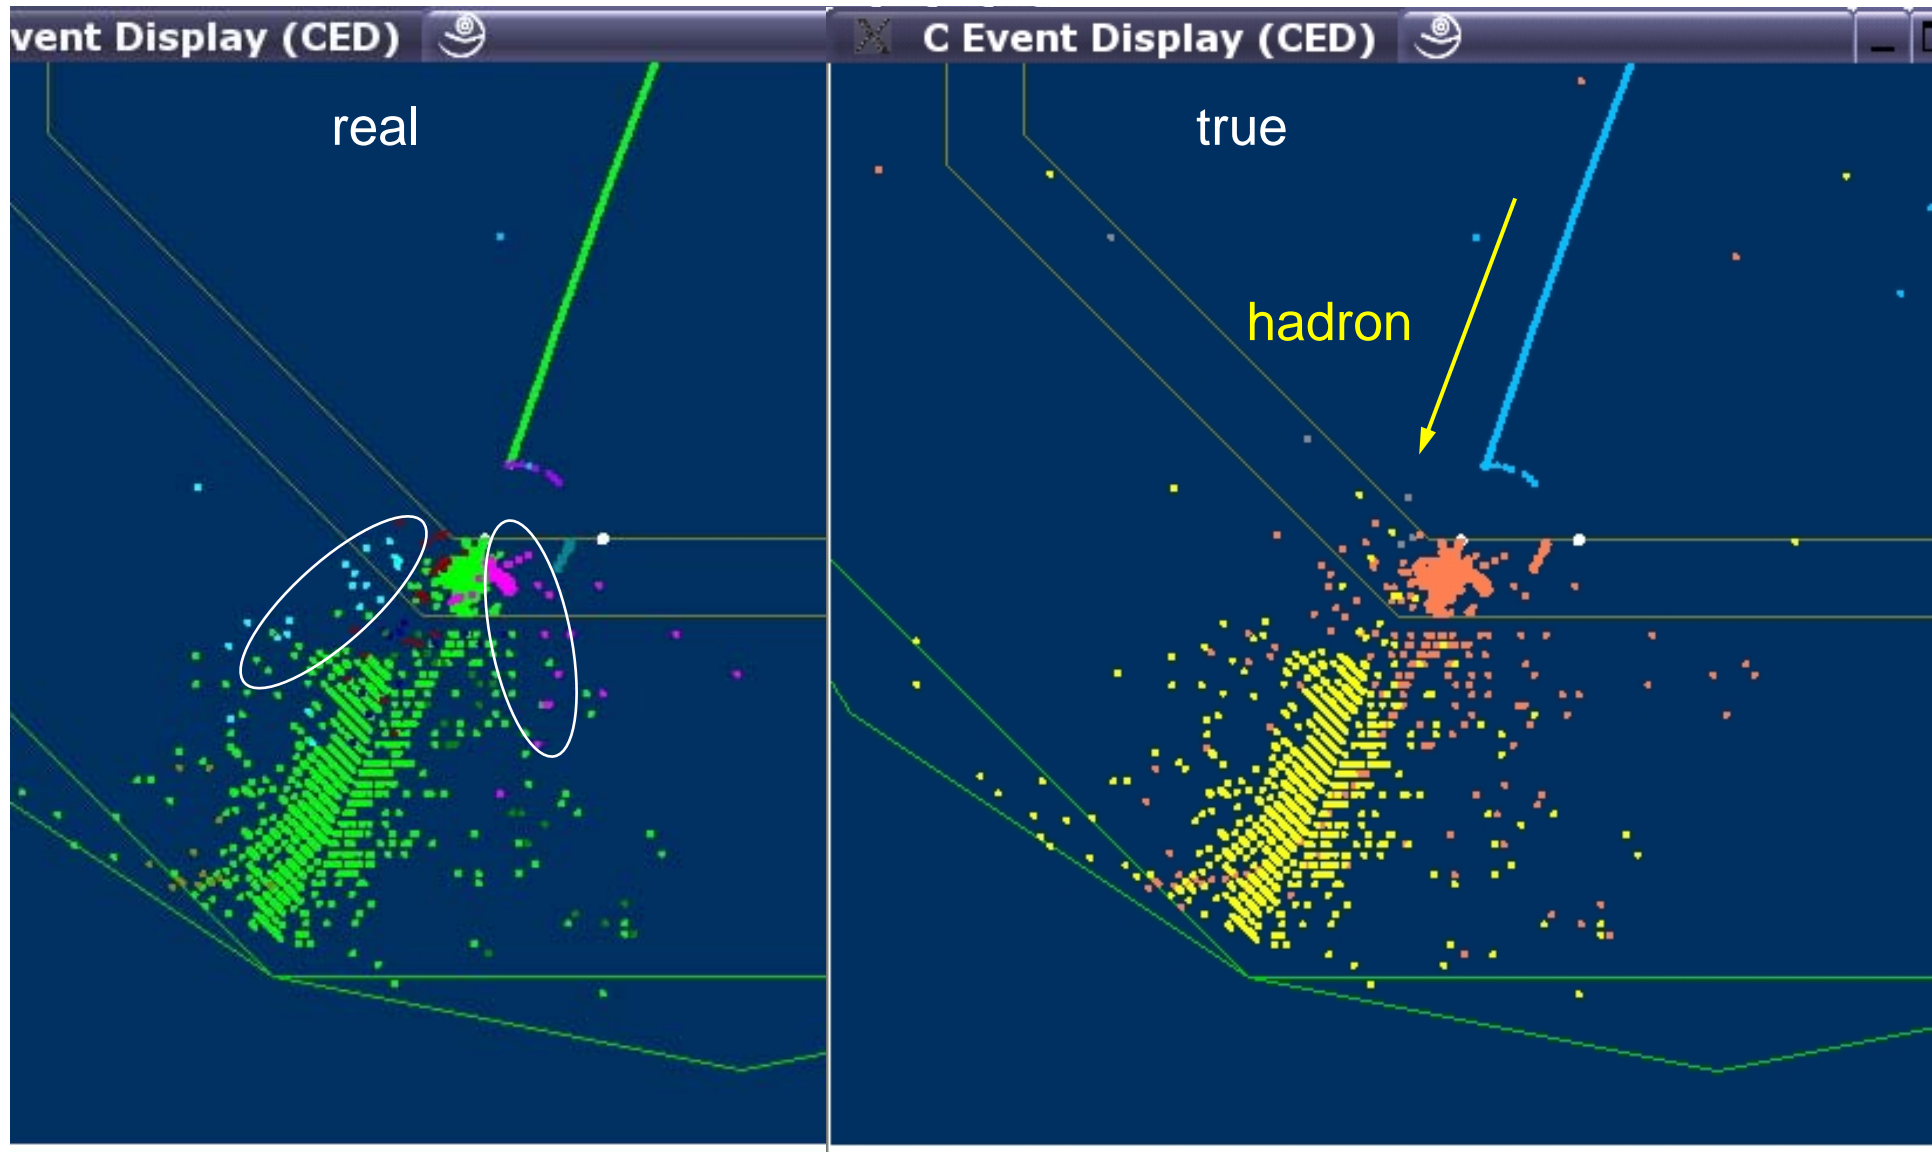 vent Display (CED)
C Event Display (CED)
real
true
hadron